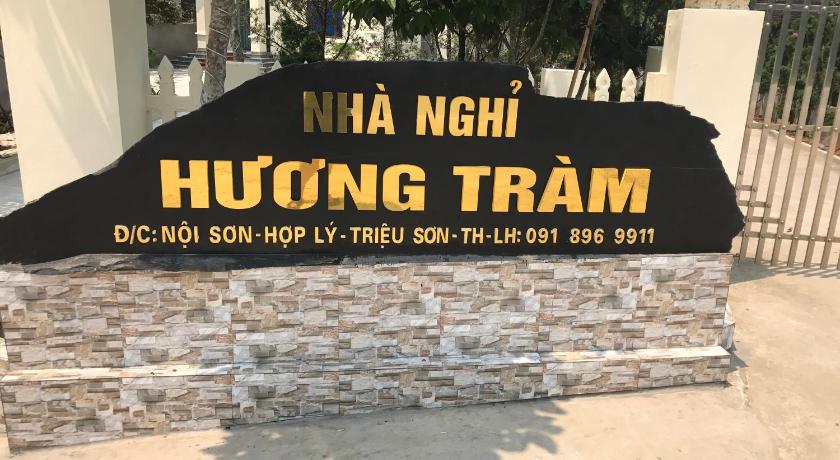 NHÀ NGHỈ
HƯƠNG TRÀM
Đ/C: NỘI SƠN-HỢP LÝ-TRIỆU SƠN-TH-LH: 091 896 9911